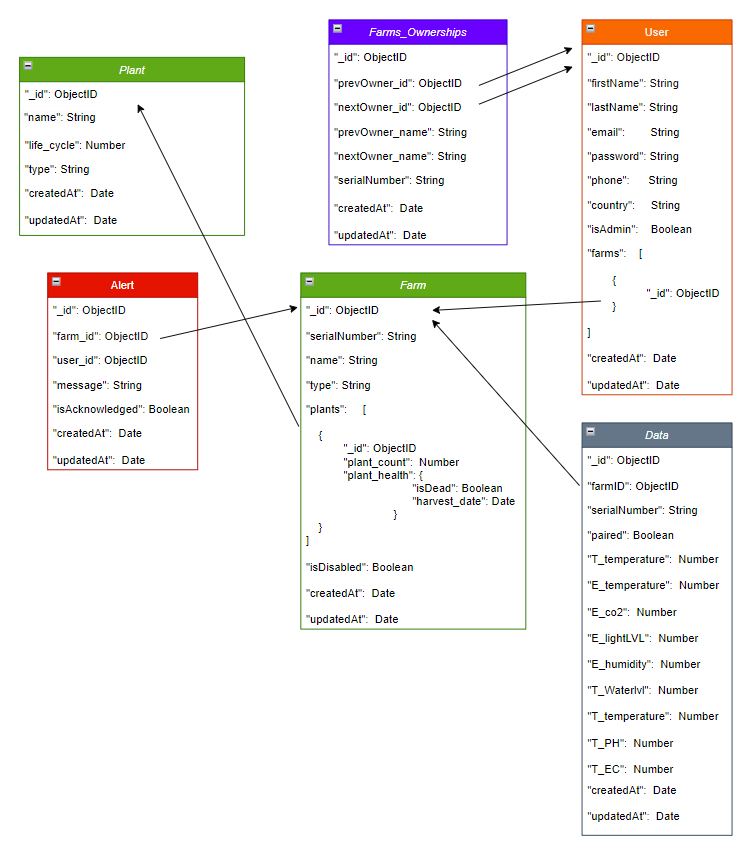 Plant
"_id": ObjectID
"name": String
"life_cycle": Number
"type": String
"createdAt":  Date
"updatedAt":  Date
Farms_Ownerships
"_id": ObjectID
"prevOwner_id": ObjectID
"nextOwner_id": ObjectID
"prevOwner_name": String
"nextOwner_name": String
"serialNumber": String
"createdAt":  Date
"updatedAt":  Date
User
"_id": ObjectID
"firstName": String
"lastName": String
"email":        String
"password": String
"phone":      String
"country":     String
"isAdmin":    Boolean
"farms":    [
{
"_id": ObjectID
}
]
"createdAt":  Date
"updatedAt":  Date
Alert
"_id": ObjectID
"farm_id": ObjectID
"user_id": ObjectID
"message": String
"isAcknowledged": Boolean
"createdAt":  Date
"updatedAt":  Date
Farm
"_id": ObjectID
"serialNumber": String
"name": String
"type": String
"plants":     [
{
"_id": ObjectID
"plant_count":  Number
"plant_health": {
"isDead": Boolean
"harvest_date": Date
}
}
]
"isDisabled": Boolean
"createdAt":  Date
"updatedAt":  Date
Data
"_id": ObjectID
"farmID": ObjectID
"serialNumber": String
"paired": Boolean
"T_temperature":  Number
"E_temperature":  Number
"E_co2":  Number
"E_lightLVL":  Number
"E_humidity":  Number
"T_Waterlvl":  Number
"T_temperature":  Number
"T_PH":  Number
"T_EC":  Number
"createdAt":  Date
"updatedAt":  Date